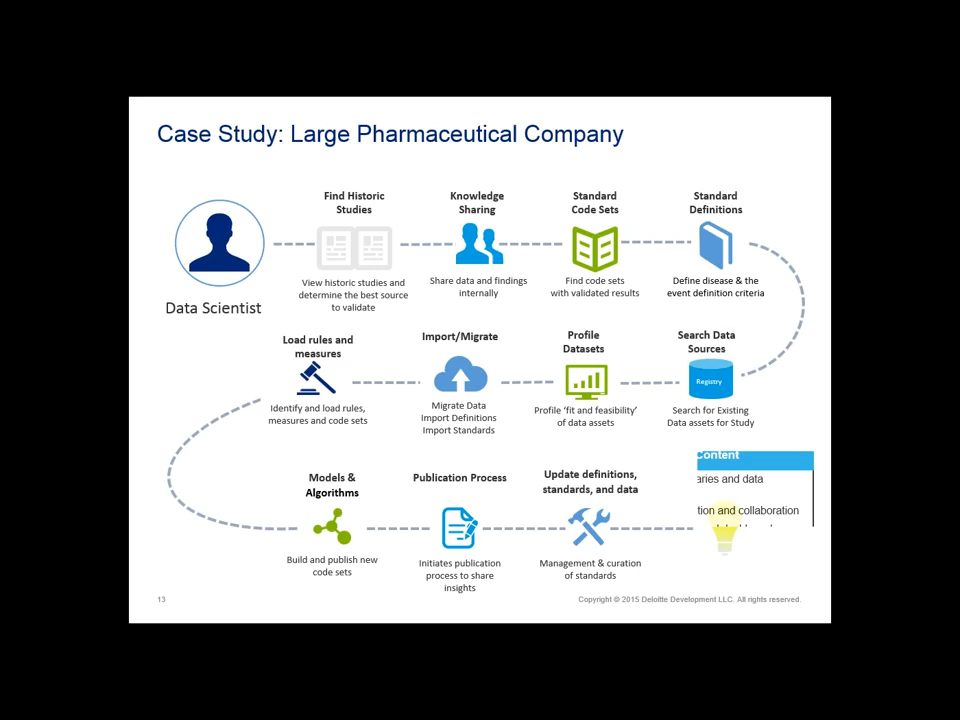 Case Study: Large Pharmaceutical Company
Data Scientist
Find Historic
Studies
View historic studies and
determine the best source
to validate
Knowledge
Sharing
Share data and findings
internally
Standard
Code Sets
Find code sets
with validated results
Standard
Definitions
Define disease & the
event definition criteria
Load rules and
measures
Identify and load rules,
measures and code sets
Import/Migrate
Migrate Data
Import Definitions
Import Standards
Profile
Datasets
Profile ‘fit and feasibility’
of data assets
Search Data
Sources
Registry
Search for Existing
Data assets for Study
Models &
Algorithms
Build and publish new
code sets
Publication Process
Initiates publication
process to share
insights
Update definitions,
standards, and data
Management & curation
of standards
Content
aries and data
tion and collaboration
13
Copyright © 2015 Deloitte Development LLC. All rights reserved.